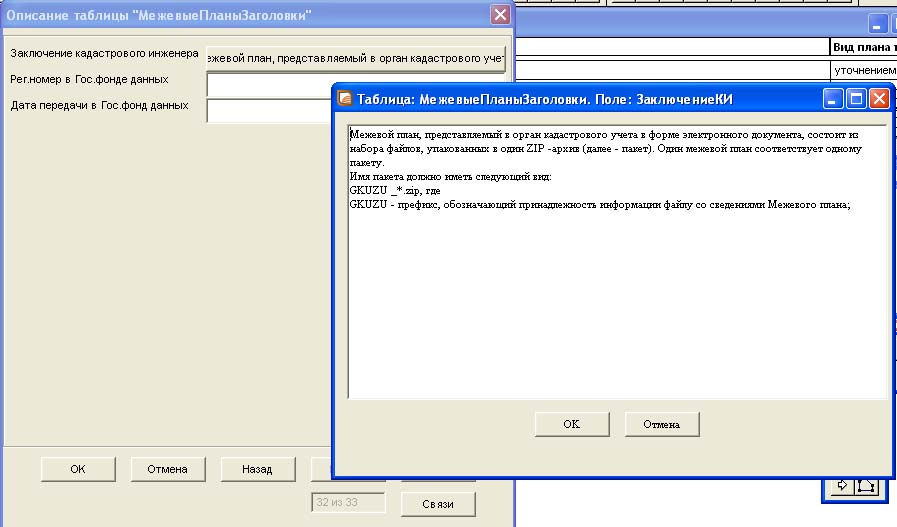 Описание таблицы "МежевыеПланыЗаголовки"
Вид плана
уточнением
Заключение кадастрового инженера
межевой план, представляемый в орган кадастрового
Рег.номер в Гос.фонде данных
Дата передачи в Гос.фонд данных
Таблица: МежевыеПланыЗаголовки. Поле: ЗаключениеКИ
Межевой план, представляемый в орган кадастрового учета в форме электронного документа, состоит из
набора файлов, упакованных в один ZIP -архив (далее - пакет). Один межевой план соответствует одному
пакету.
Имя пакета должно иметь следующий вид:
GKUZU _*.zip, где
GKUZU - префикс, обозначающий принадлежность информации файлу со сведениями Межевого плана;
OK
Отмена
OK
Отмена
Назад
32 из 33
Связи